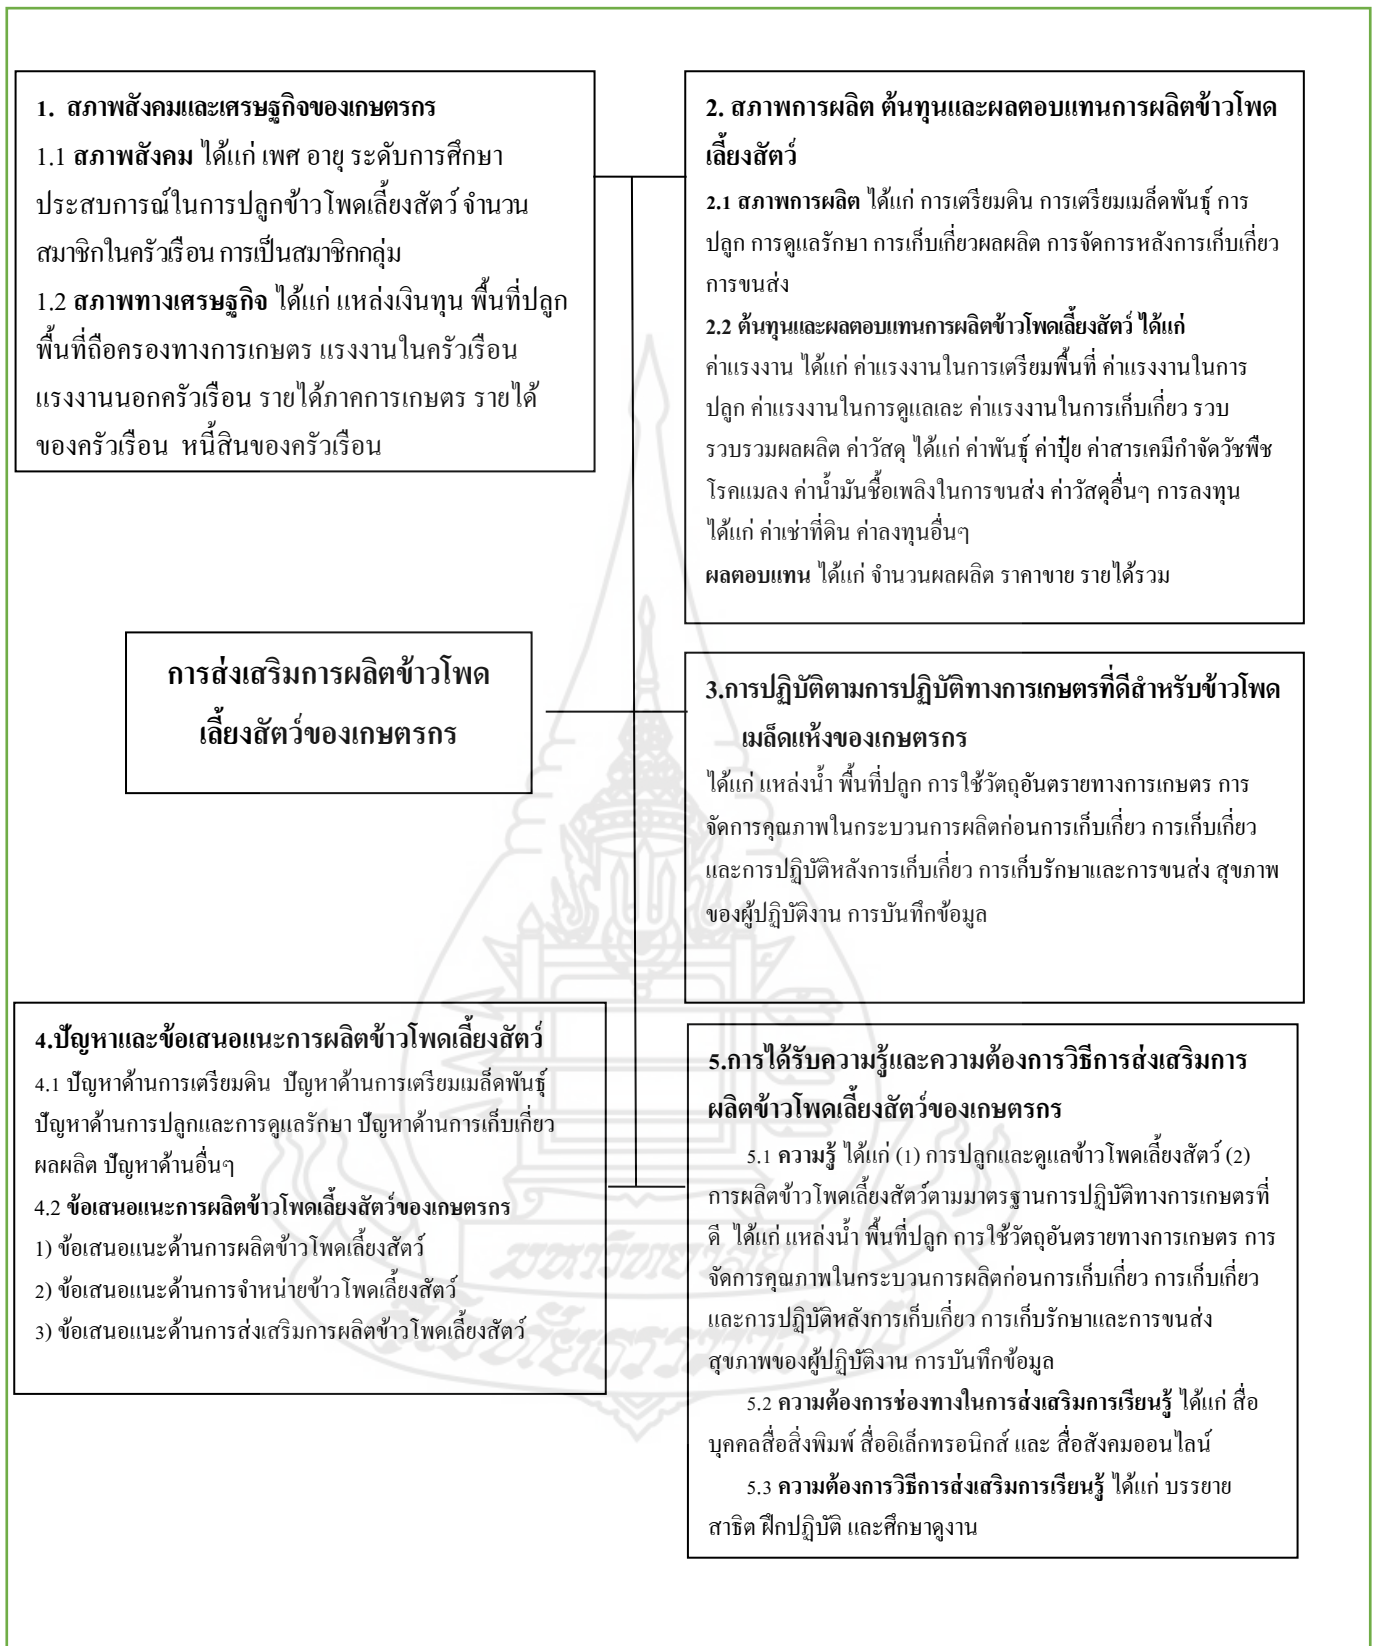 1.  สภาพสังคมและเศรษฐกิจของเกษตรกร
1.1 สภาพสังคม ได้แก่ เพศ อายุ ระดับการศึกษา
ประสบการณ์ในการปลูกข้าวโพดเลี้ยงสัตว์ จำนวน
สมาชิกในครัวเรือน การเป็นสมาชิกกลุ่ม
1.2 สภาพทางเศรษฐกิจ ได้แก่ แหล่งเงินทุน พื้นที่ปลูก
พื้นที่ถือครองทางการเกษตร แรงงานในครัวเรือน
แรงงานนอกครัวเรือน รายได้ภาคการเกษตร รายได้
ของครัวเรือน  หนี้สินของครัวเรือน
2. สภาพการผลิต ต้นทุนและผลตอบแทนการผลิตข้าวโพด
เลี้ยงสัตว์
2.1 สภาพการผลิต ได้แก่ การเตรียมดิน การเตรียมเมล็ดพันธุ์ การ
ปลูก การดูแลรักษา การเก็บเกี่ยวผลผลิต การจัดการหลังการเก็บเกี่ยว
การขนส่ง
2.2 ต้นทุนและผลตอบแทนการผลิตข้าวโพดเลี้ยงสัตว์ ได้แก่
ค่าแรงงาน ได้แก่ ค่าแรงงานในการเตรียมพื้นที่ ค่าแรงงานในการ
ปลูก ค่าแรงงานในการดูแลเละ ค่าแรงงานในการเก็บเกี่ยว รวบ
รวบรวมผลผลิต ค่าวัสดุ ได้แก่ ค่าพันธุ์ ค่าปุ๋ย ค่าสารเคมีกำจัดวัชพืช
โรคแมลง ค่าน้ำมันชื้อเพลิงในการขนส่ง ค่าวัสดุอื่นๆ การลงทุน
ได้แก่ ค่าเช่าที่ดิน ค่าลงทุนอื่นๆ
ผลตอบแทน ได้แก่ จำนวนผลผลิต ราคาขาย รายได้รวม
การส่งเสริมการผลิตข้าวโพด
เลี้ยงสัตว์ของเกษตรกร
3.การปฏิบัติตามการปฏิบัติทางการเกษตรที่ดีสำหรับข้าวโพด
เมล็ดแห้งของเกษตรกร
ได้แก่ แหล่งน้ำ พื้นที่ปลูก การใช้วัตถุอันตรายทางการเกษตร การ
จัดการคุณภาพในกระบวนการผลิตก่อนการเก็บเกี่ยว การเก็บเกี่ยว
และการปฏิบัติหลังการเก็บเกี่ยว การเก็บรักษาและการขนส่ง สุขภาพ
ของผู้ปฏิบัติงาน การบันทึกข้อมูล
4.ปัญหาและข้อเสนอแนะการผลิตข้าวโพดเลี้ยงสัตว์
4.1 ปัญหาด้านการเตรียมดิน  ปัญหาด้านการเตรียมเมล็ดพันธุ์
ปัญหาด้านการปลูกและการดูแลรักษา ปัญหาด้านการเก็บเกี่ยว
ผลผลิต ปัญหาด้านอื่นๆ
4.2 ข้อเสนอแนะการผลิตข้าวโพดเลี้ยงสัตว์ของเกษตรกร
1) ข้อเสนอแนะด้านการผลิตข้าวโพดเลี้ยงสัตว์
2) ข้อเสนอแนะด้านการจำหน่ายข้าวโพดเลี้ยงสัตว์
3) ข้อเสนอแนะด้านการส่งเสริมการผลิตข้าวโพดเลี้ยงสัตว์
5.การได้รับความรู้และความต้องการวิธีการส่งเสริมการ
ผลิตข้าวโพดเลี้ยงสัตว์ของเกษตรกร
5.1 ความรู้ ได้แก่ (1) การปลูกและดูแลข้าวโพดเลี้ยงสัตว์ (2)
การผลิตข้าวโพดเลี้ยงสัตว์ตามมาตรฐานการปฏิบัติทางการเกษตรที่
ดี  ได้แก่ แหล่งน้ำ พื้นที่ปลูก การใช้วัตถุอันตรายทางการเกษตร การ
จัดการคุณภาพในกระบวนการผลิตก่อนการเก็บเกี่ยว การเก็บเกี่ยว
และการปฏิบัติหลังการเก็บเกี่ยว การเก็บรักษาและการขนส่ง
สุขภาพของผู้ปฏิบัติงาน การบันทึกข้อมูล
5.2 ความต้องการช่องทางในการส่งเสริมการเรียนรู้ ได้แก่ สื่อ
บุคคลสื่อสิ่งพิมพ์ สื่ออิเล็กทรอนิกส์ และ สื่อสังคมออนไลน์
5.3 ความต้องการวิธีการส่งเสริมการเรียนรู้ ได้แก่ บรรยาย
สาธิต ฝึกปฏิบัติ และศึกษาดูงาน
มหาวิทยาลัย
สุโขทัยธรรมาธิราช